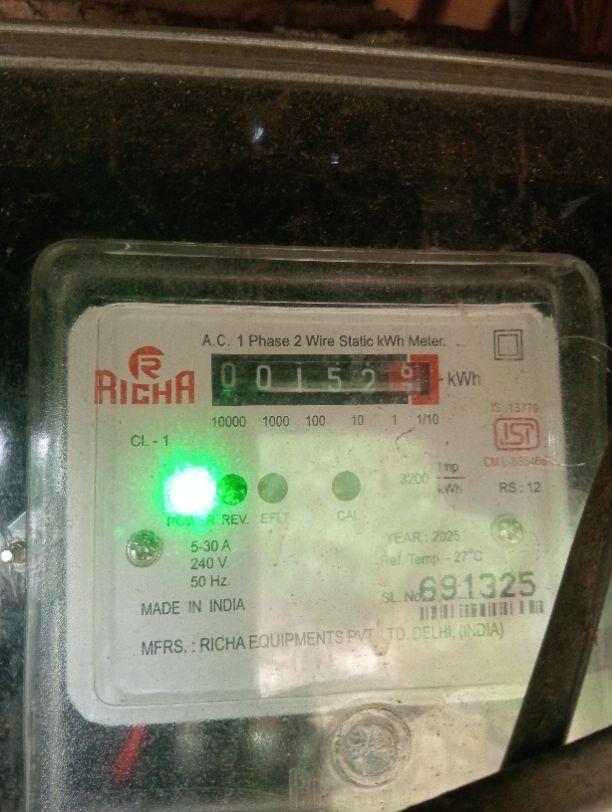 A.C. 1 Phase 2 Wire Static kWh Meter.
R
RICHA
001529 kWh
10000 1000 100 10 1 1/10
IS :13779
ISI
CL - 1
3200 Imp
kWh
RS : 12
POWER REV. EFLT CAL
5-30 A
240 V.
50 Hz.
YEAR : 2025
Ref. Temp. - 27°C
SL. No. 691325
MADE IN INDIA
MFRS. : RICHA EQUIPMENTS PVT. LTD. DELHI, (INDIA)